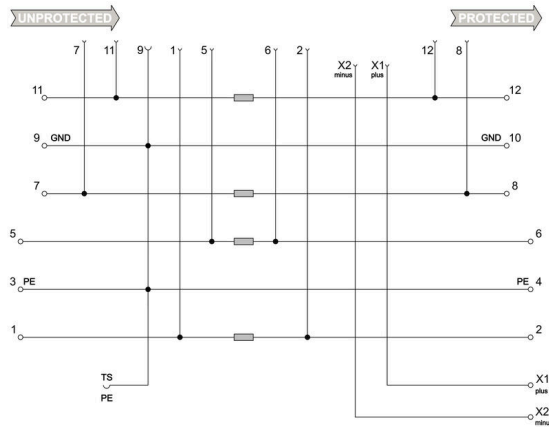 UNPROTECTED PROTECTED
7 11 9 1 5 6 2 X2 minus X1 plus 12 8
11 12
9 GND GND 10
7 8
5 6
3 PE PE 4
1 2
TS X1
PE plus
X2
minus